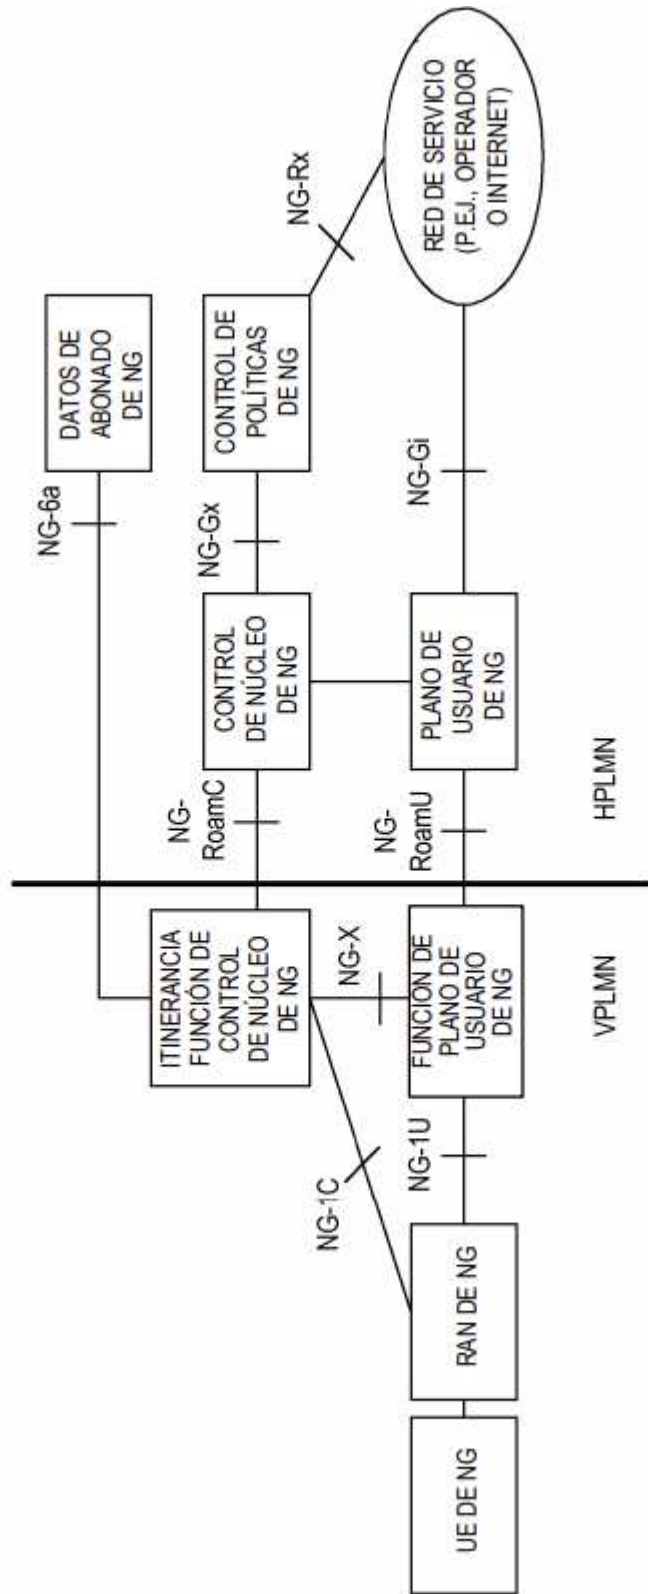 DATOS DE
ABONADO
DE NG
NG-6a
ITINERANCIA
FUNCIÓN DE
CONTROL
DE NÚCLEO
DE NG
NG-
RoamC
CONTROL
DE NÚCLEO
DE NG
NG-Gx
CONTROL DE
POLÍTICAS
DE NG
NG-Rx
NG-1C
NG-X
UE DE NG
RAN DE NG
NG-1U
FUNCIÓN DE
PLANO DE
USUARIO
DE NG
NG-
RoamU
PLANO DE
USUARIO
DE NG
NG-Gi
RED DE SERVICIO
(P.EJ., OPERADOR
O INTERNET)
VPLMN
HPLMN